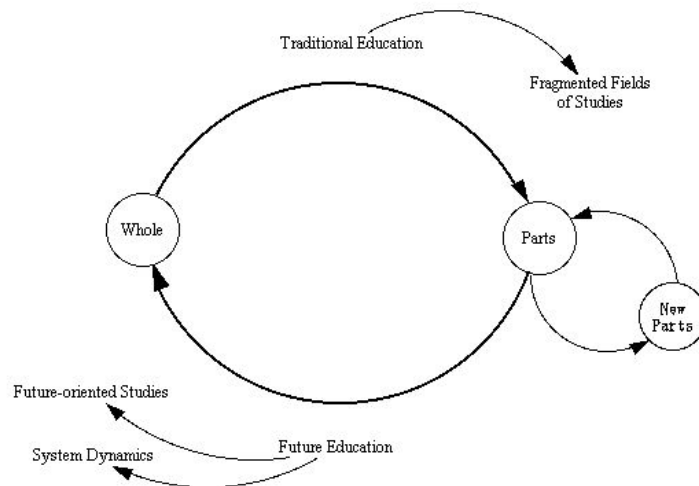 Traditional Education
Fragmented Fields
of Studies
Whole
Parts
New
Parts
Future-oriented Studies
System Dynamics
Future Education